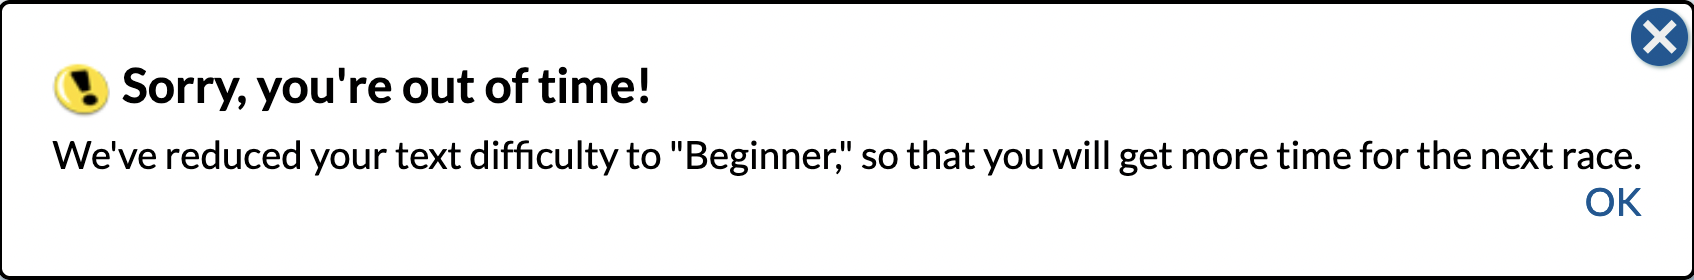 Sorry, you're out of time!
We've reduced your text difficulty to "Beginner," so that you will get more time for the next race.
OK